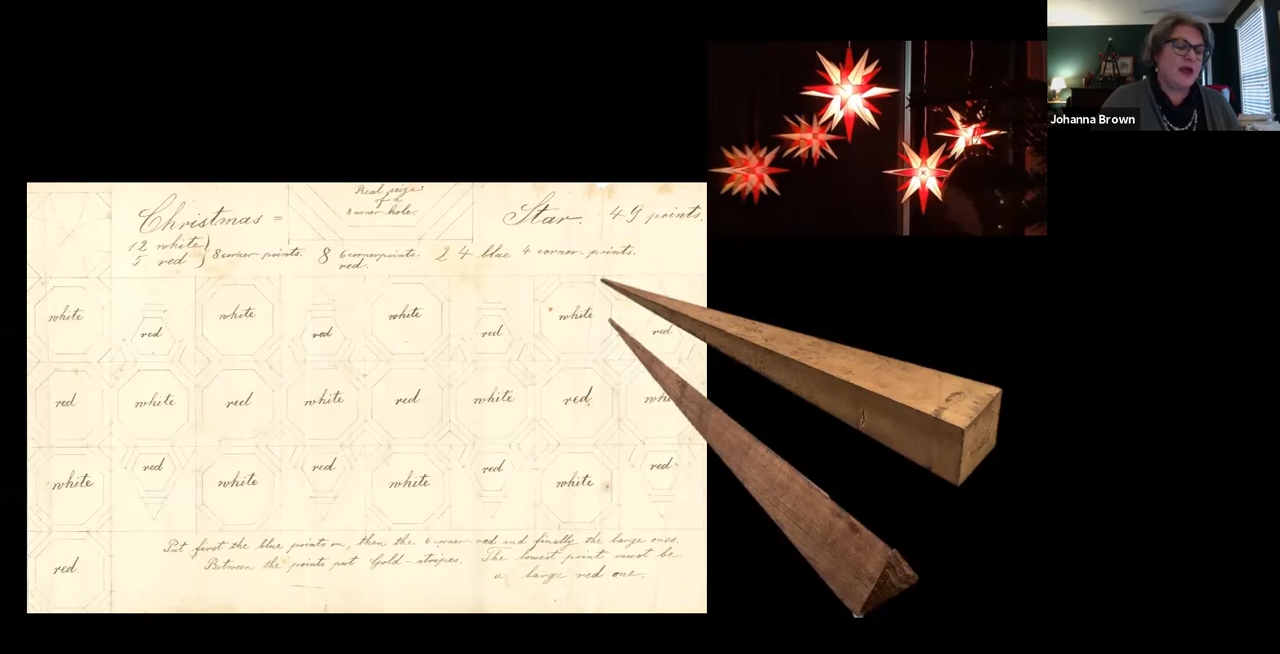 Johanna Brown
Real seize
of a
8 corner-hole.
Christmas = Star. 49 points.
12 white)
5 red ) 8 corner-points. 8 6 cornerpoints. 24 blue 4 corner-points.
red.
white white white white
red red red red
red white red white red white red
red red red red
white white white white
Put first the blue points on, then the 6 corner-red and finally the large ones.
Between the points put Gold-stripes. The lowest point must be
a large red one.
red.